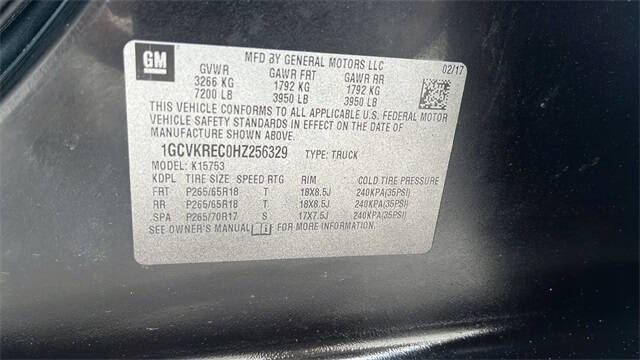 GM
MFD BY GENERAL MOTORS LLC
02/17
GVWR GAWR FRT GAWR RR
3266 KG 1792 KG 1792 KG
7200 LB 3950 LB 3950 LB
THIS VEHICLE CONFORMS TO ALL APPLICABLE U.S. FEDERAL MOTOR
VEHICLE SAFETY STANDARDS IN EFFECT ON THE DATE OF
MANUFACTURE SHOWN ABOVE.
1GCVKREC0HZ256329 TYPE: TRUCK
MODEL: K15753
KDPL TIRE SIZE SPEED RTG RIM COLD TIRE PRESSURE
FRT P265/65R18 T 18X8.5J 240KPA(35PSI)
RR P265/65R18 T 18X8.5J 240KPA(35PSI)
SPA P265/70R17 S 17X7.5J 240KPA(35PSI)
SEE OWNER'S MANUAL FOR MORE INFORMATION.